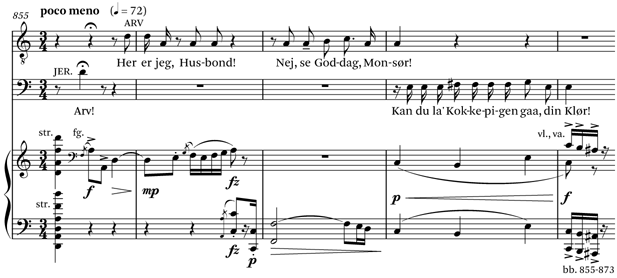 855
poco meno (♩ = 72)
ARV
Her er jeg, Hus-bond! Nej, se God-dag, Mon-sør!
JER.
Arv! Kan du la' Kok-ke-pi-gen gaa, din Klør!
str. fg. vl., va.
f mp fz p f
str.
fz p
bb. 855-873